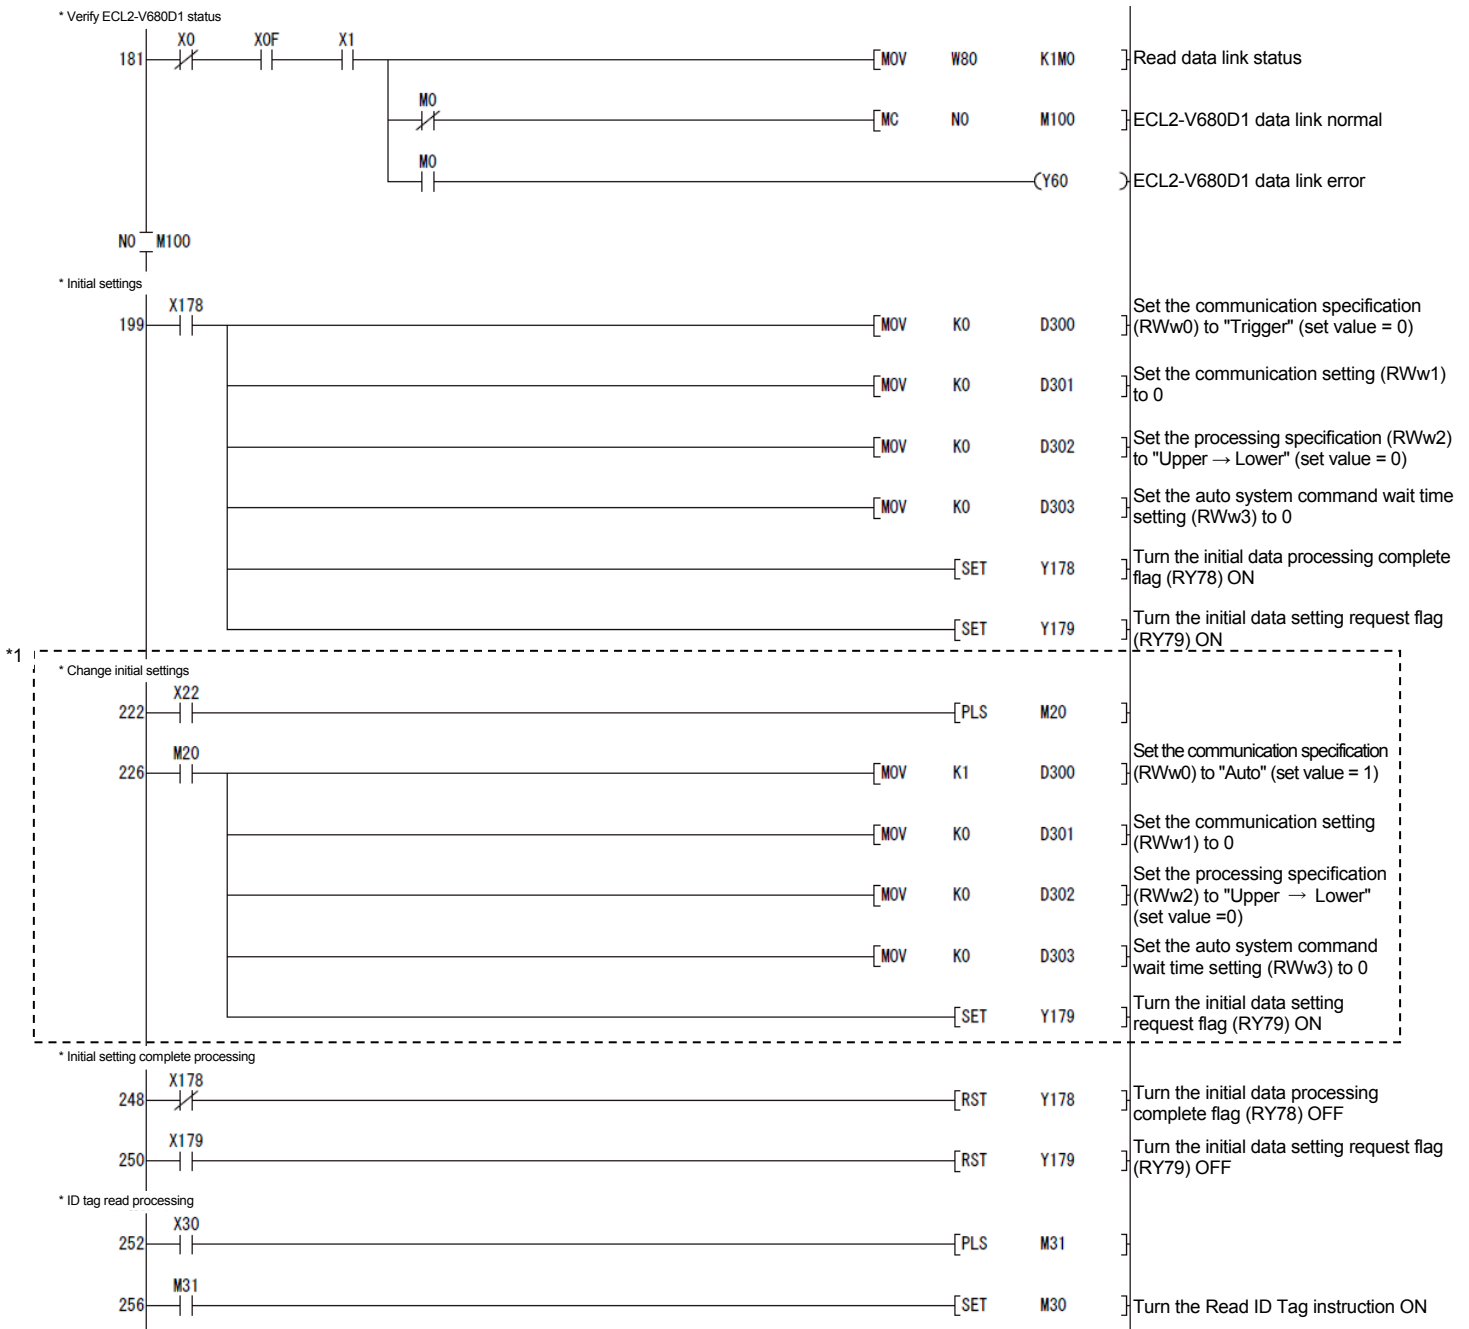 * Verify ECL2-V680D1 status
X0 X0F X1
181 MOV W80 K1M0 Read data link status
M0
MC N0 M100 ECL2-V680D1 data link normal
M0
Y60 ECL2-V680D1 data link error
N0 M100
* Initial settings
X178
199 MOV K0 D300 Set the communication specification
(RWw0) to "Trigger" (set value = 0)
MOV K0 D301 Set the communication setting (RWw1)
to 0
MOV K0 D302 Set the processing specification (RWw2)
to "Upper → Lower" (set value = 0)
MOV K0 D303 Set the auto system command wait time
setting (RWw3) to 0
SET Y178 Turn the initial data processing complete
flag (RY78) ON
SET Y179 Turn the initial data setting request flag
(RY79) ON
*1
* Change initial settings
X22
222 PLS M20
M20
226 MOV K1 D300 Set the communication specification
(RWw0) to "Auto" (set value = 1)
MOV K0 D301 Set the communication setting
(RWw1) to 0
MOV K0 D302 Set the processing specification
(RWw2) to "Upper → Lower"
(set value =0)
MOV K0 D303 Set the auto system command
wait time setting (RWw3) to 0
SET Y179 Turn the initial data setting
request flag (RY79) ON
* Initial setting complete processing
X178
248 RST Y178 Turn the initial data processing
complete flag (RY78) OFF
X179
250 RST Y179 Turn the initial data setting request flag
(RY79) OFF
* ID tag read processing
X30
252 PLS M31
M31
256 SET M30 Turn the Read ID Tag instruction ON